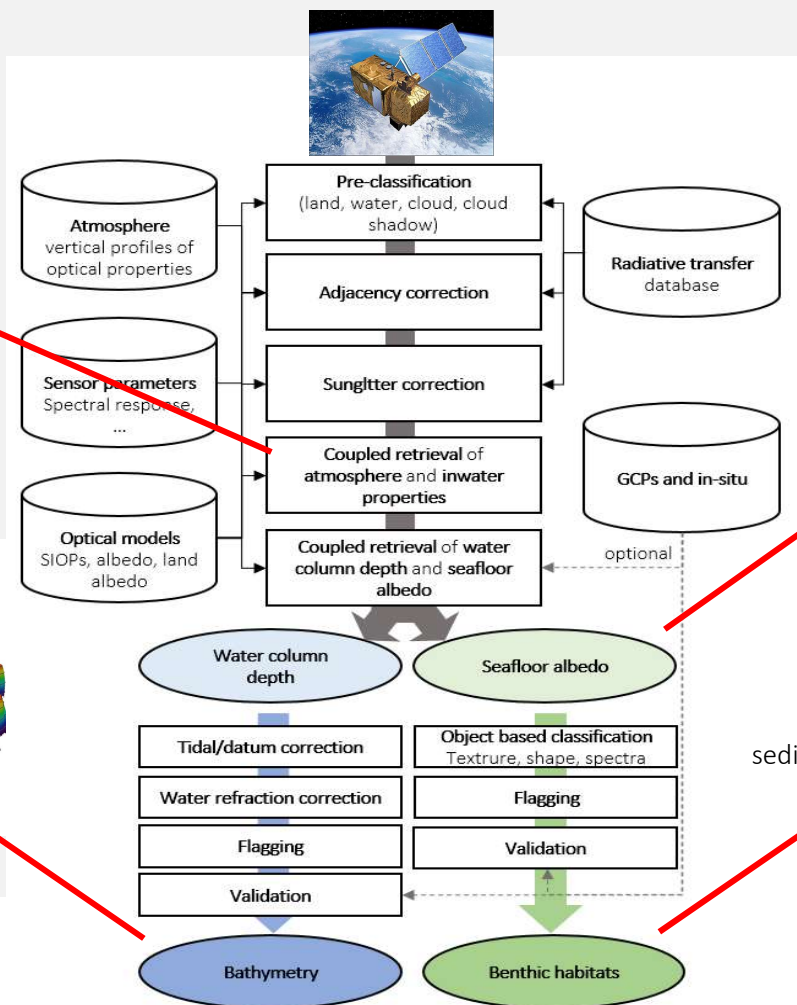 Pre-classification
(land, water, cloud, cloud
shadow)
Atmosphere
vertical profiles of
optical properties
Radiative transfer
database
Adjacency correction
Sensor parameters
Spectral response,
...
Sungltter correction
Coupled retrieval of
atmosphere and inwater
properties
GCPs and in-situ
Optical models
SIOPs, albedo, land
albedo
Coupled retrieval of water
column depth and seafloor
albedo
optional
Water column
depth
Seafloor albedo
Tidal/datum correction
Object based classification
Textrure, shape, spectra
sedi
Water refraction correction
Flagging
Flagging
Validation
Validation
Bathymetry
Benthic habitats